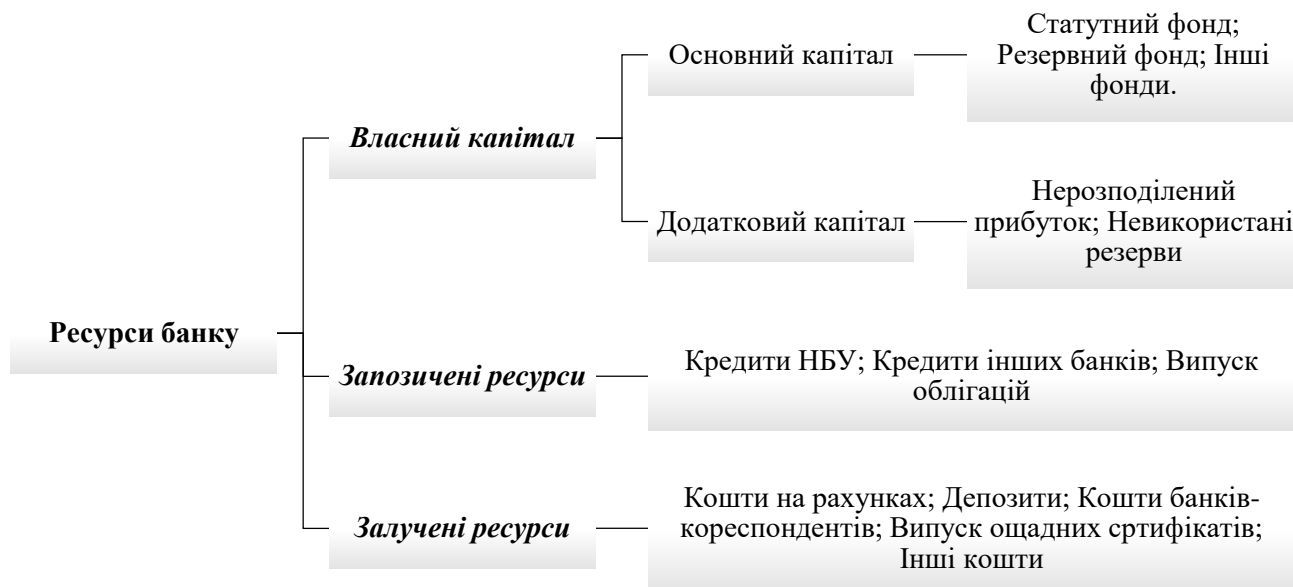 Ресурси банку
Власний капітал
Основний капітал
Статутний фонд;
Резервний фонд; Інші
фонди.
Додатковий капітал
Нерозподілений
прибуток; Невикористані
резерви
Запозичені ресурси
Кредити НБУ; Кредити інших банків; Випуск
облігацій
Залучені ресурси
Кошти на рахунках; Депозити; Кошти банків-
кореспондентів; Випуск ощадних сртифікатів;
Інші кошти